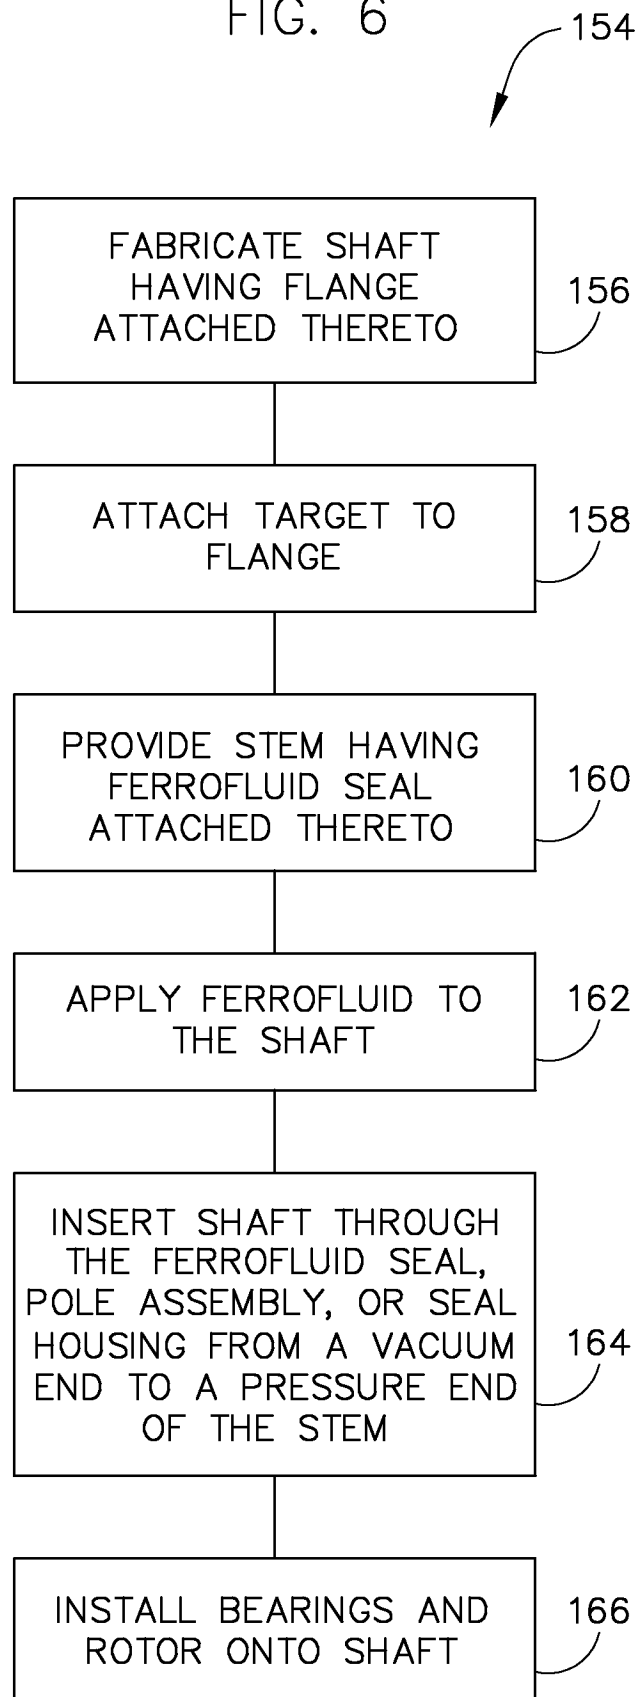 FIG. 6
154
FABRICATE SHAFT
HAVING FLANGE
ATTACHED THERETO
156
ATTACH TARGET TO
FLANGE
158
PROVIDE STEM HAVING
FERROFLUID SEAL
ATTACHED THERETO
160
APPLY FERROFLUID TO
THE SHAFT
162
INSERT SHAFT THROUGH
THE FERROFLUID SEAL,
POLE ASSEMBLY, OR SEAL
HOUSING FROM A VACUUM
END TO A PRESSURE END
OF THE STEM
164
INSTALL BEARINGS AND
ROTOR ONTO SHAFT
166